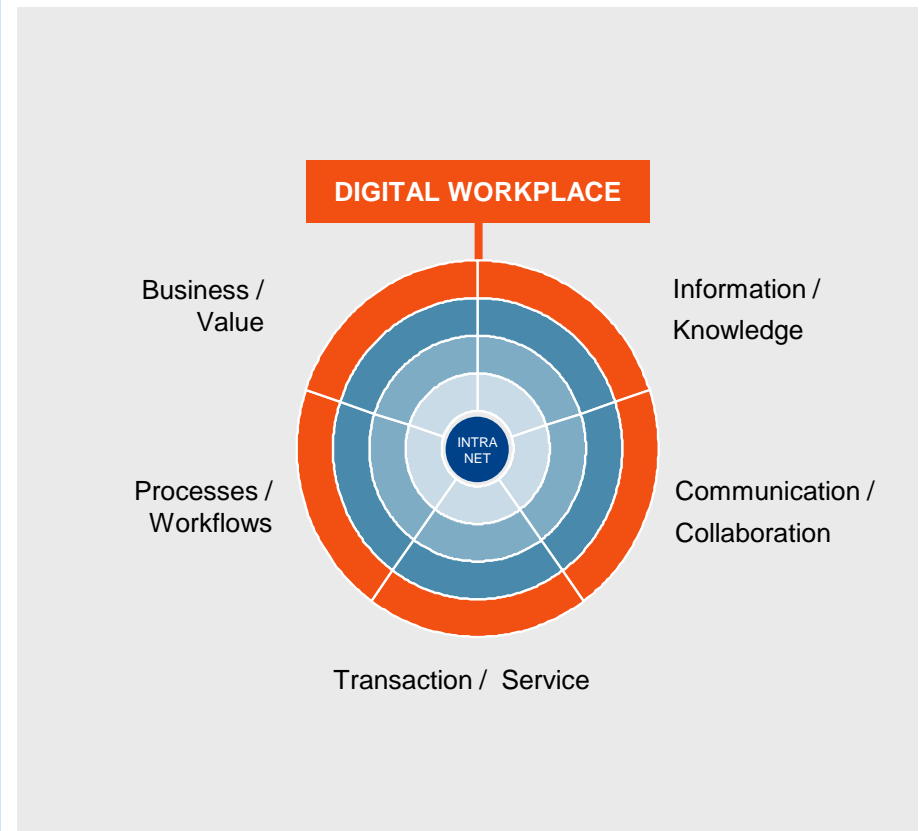 DIGITAL WORKPLACE
Business /
Value
Information /
Knowledge
INTRA
NET
Processes /
Workflows
Communication /
Collaboration
Transaction / Service